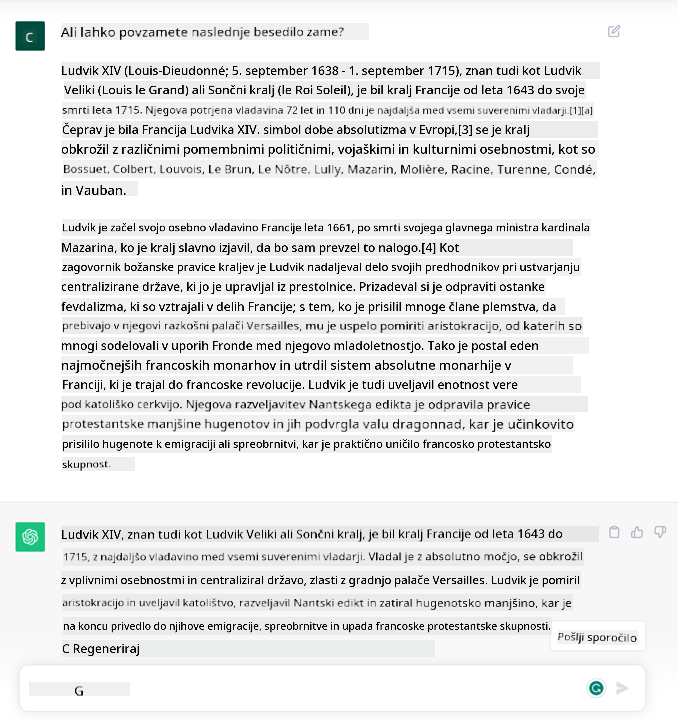 C
Ali lahko povzamete naslednje besedilo zame?
Ludvik XIV (Louis-Dieudonné; 5. september 1638 - 1. september 1715), znan tudi kot Ludvik
Veliki (Louis le Grand) ali Sončni kralj (le Roi Soleil), je bil kralj Francije od leta 1643 do svoje
smrti leta 1715. Njegova potrjena vladavina 72 let in 110 dni je najdaljša med vsemi suverenimi vladarji.[1][a]
Čeprav je bila Francija Ludvika XIV. simbol dobe absolutizma v Evropi,[3] se je kralj
obkrožil z različnimi pomembnimi političnimi, vojaškimi in kulturnimi osebnostmi, kot so
Bossuet, Colbert, Louvois, Le Brun, Le Nôtre, Lully, Mazarin, Molière, Racine, Turenne, Condé,
in Vauban.
Ludvik je začel svojo osebno vladavino Francije leta 1661, po smrti svojega glavnega ministra kardinala
Mazarina, ko je kralj slavno izjavil, da bo sam prevzel to nalogo.[4] Kot
zagovornik božanske pravice kraljev je Ludvik nadaljeval delo svojih predhodnikov pri ustvarjanju
centralizirane države, ki jo je upravljal iz prestolnice. Prizadeval si je odpraviti ostanke
fevdalizma, ki so vztrajali v delih Francije; s tem, ko je prisilil mnoge člane plemstva, da
prebivajo v njegovi razkošni palači Versailles, mu je uspelo pomiriti aristokracijo, od katerih so
mnogi sodelovali v uporih Fronde med njegovo mladoletnostjo. Tako je postal eden
najmočnejših francoskih monarhov in utrdil sistem absolutne monarhije v
Franciji, ki je trajal do francoske revolucije. Ludvik je tudi uveljavil enotnost vere
pod katoliško cerkvijo. Njegova razveljavitev Nantskega edikta je odpravila pravice
protestantske manjšine hugenotov in jih podvrgla valu dragonnad, kar je učinkovito
prisililo hugenote k emigraciji ali spreobrnitvi, kar je praktično uničilo francosko protestantsko
skupnost.
Ludvik XIV, znan tudi kot Ludvik Veliki ali Sončni kralj, je bil kralj Francije od leta 1643 do
1715, z najdaljšo vladavino med vsemi suverenimi vladarji. Vladal je z absolutno močjo, se obkrožil
z vplivnimi osebnostmi in centraliziral državo, zlasti z gradnjo palače Versailles. Ludvik je pomiril
aristokracijo in uveljavil katolištvo, razveljavil Nantski edikt in zatiral hugenotsko manjšino, kar je
na koncu privedlo do njihove emigracije, spreobrnitve in upada francoske protestantske skupnosti.
Pošlji sporočilo
C Regeneriraj
G